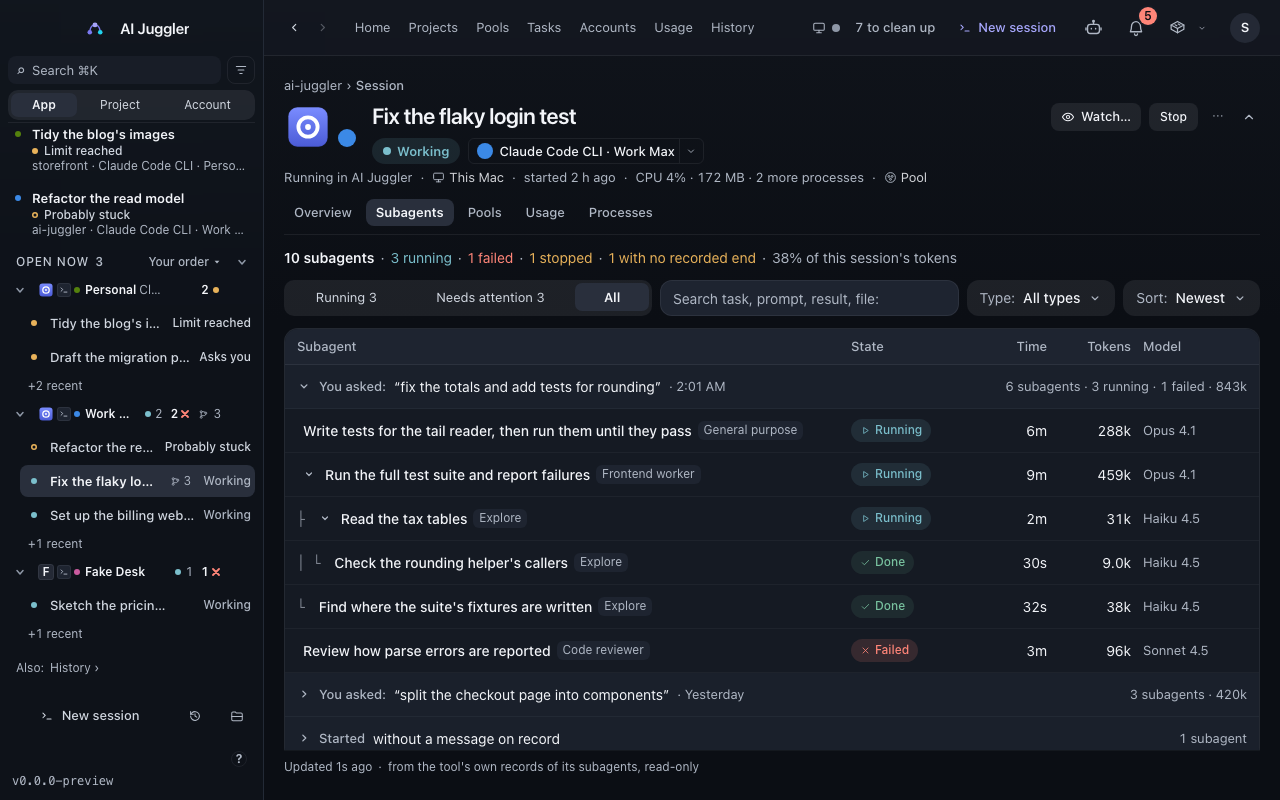 AI Juggler
Search ⌘K
App Project Account
Tidy the blog's images
Limit reached
storefront · Claude Code CLI · Perso...
Refactor the read model
Probably stuck
ai-juggler · Claude Code CLI · Work ...
OPEN NOW 3 Your order
Personal Cl... 2
Tidy the blog's i... Limit reached
Draft the migration p... Asks you
+2 recent
Work ... 2 2 3
Refactor the re... Probably stuck
Fix the flaky lo... 3 Working
Set up the billing web... Working
+1 recent
F Fake Desk 1 1
Sketch the pricin... Working
+1 recent
Also: History ›
New session
?
v0.0.0-preview
Home Projects Pools Tasks Accounts Usage History 7 to clean up New session 5 S
ai-juggler › Session
Fix the flaky login test
Watch... Stop ...
Working Claude Code CLI · Work Max
Running in AI Juggler · This Mac · started 2 h ago · CPU 4% · 172 MB · 2 more processes · Pool
Overview Subagents Pools Usage Processes
10 subagents · 3 running · 1 failed · 1 stopped · 1 with no recorded end · 38% of this session's tokens
Running 3 Needs attention 3 All Search task, prompt, result, file: Type: All types Sort: Newest
Subagent State Time Tokens Model
You asked: “fix the totals and add tests for rounding” · 2:01 AM 6 subagents · 3 running · 1 failed · 843k
Write tests for the tail reader, then run them until they pass General purpose Running 6m 288k Opus 4.1
Run the full test suite and report failures Frontend worker Running 9m 459k Opus 4.1
Read the tax tables Explore Running 2m 31k Haiku 4.5
Check the rounding helper's callers Explore Done 30s 9.0k Haiku 4.5
Find where the suite's fixtures are written Explore Done 32s 38k Haiku 4.5
Review how parse errors are reported Code reviewer Failed 3m 96k Sonnet 4.5
You asked: “split the checkout page into components” · Yesterday 3 subagents · 420k
Started without a message on record 1 subagent
Updated 1s ago · from the tool's own records of its subagents, read-only